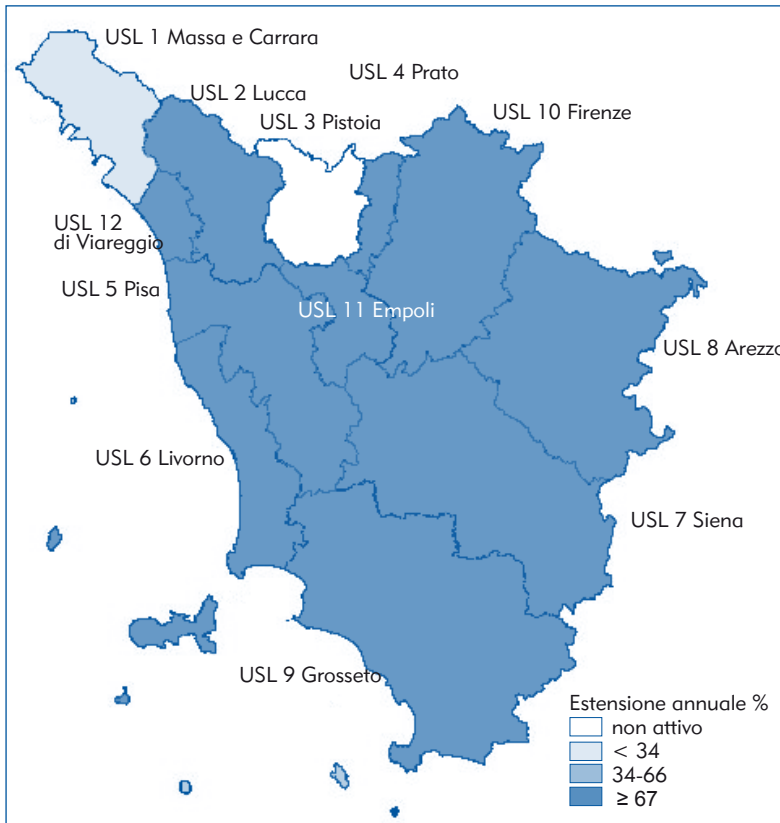 USL 1 Massa e Carrara
USL 4 Prato
USL 2 Lucca
USL 10 Firenze
USL 3 Pistoia
USL 12
di Viareggio
USL 5 Pisa
USL 11 Empoli
USL 8 Arezzo
USL 6 Livorno
USL 7 Siena
USL 9 Grosseto
Estensione annuale %
non attivo
< 34
34-66
≥ 67